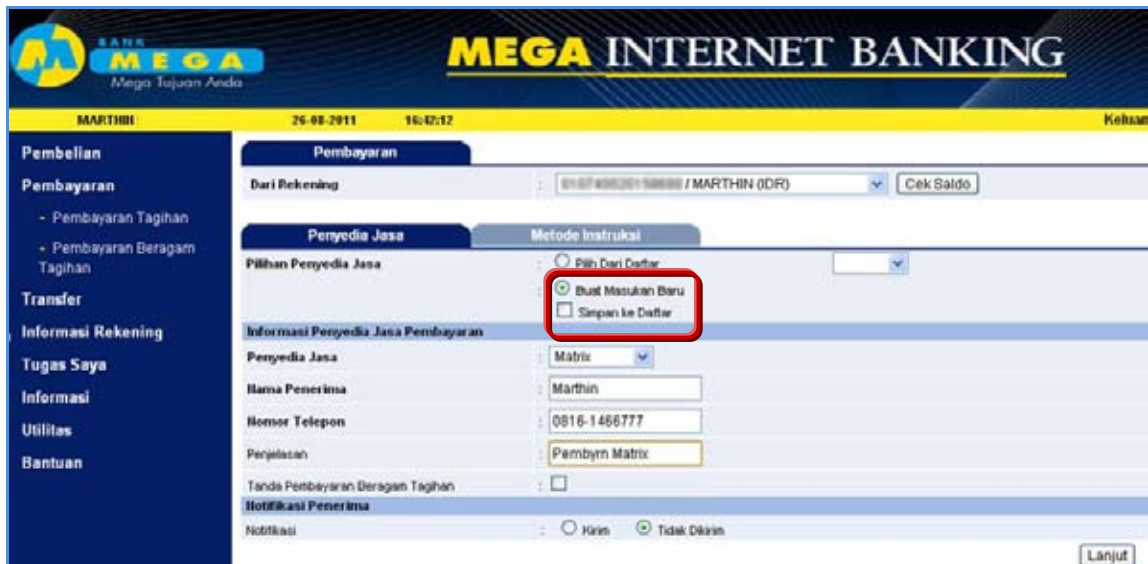 BANK
MEGA
Mega Tujuan Anda
MEGA INTERNET BANKING
MARTHIN 26-08-2011 16:42:12 Keluar
Pembelian
Pembayaran
- Pembayaran Tagihan
- Pembayaran Beragam
Tagihan
Transfer
Informasi Rekening
Tugas Saya
Informasi
Utilitas
Bantuan
Pembayaran
Dari Rekening : / MARTHIN (IDR) Cek Saldo
Penyedia Jasa Metode Instruksi
Pilihan Penyedia Jasa : Pilih Dari Daftar
: Buat Masukan Baru
Simpan ke Daftar
Informasi Penyedia Jasa Pembayaran
Penyedia Jasa : Matrix
Nama Penerima : Marthin
Nomor Telepon : 0816-1466777
Penjelasan : Pembyrn Matrix
Tanda Pembayaran Beragam Tagihan :
Notifikasi Penerima
Notifikasi : Kirim Tidak Dikirim
Lanjut